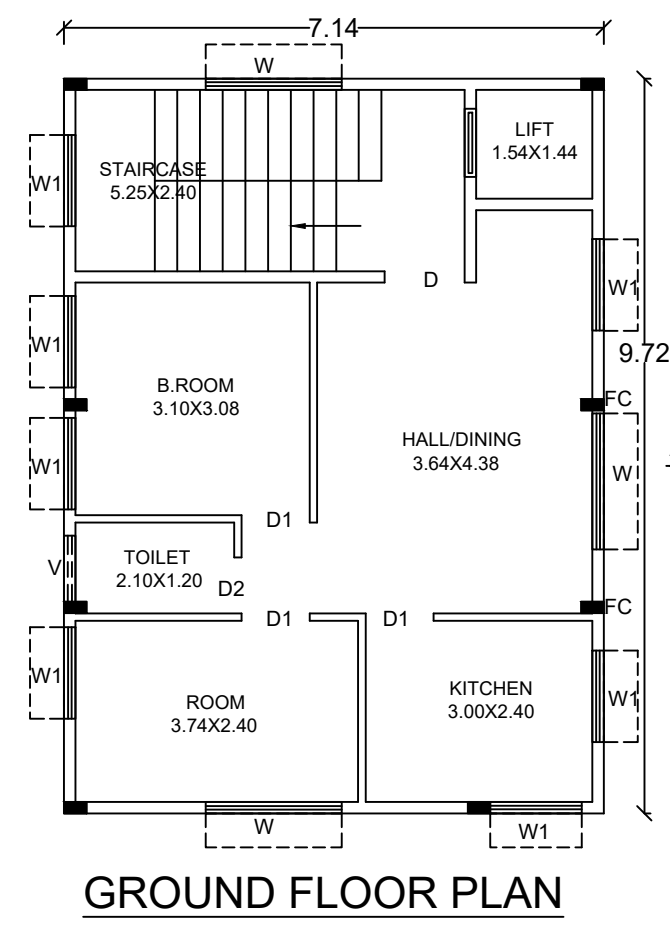 7.14
W
LIFT
1.54X1.44
STAIRCASE
5.25X2.40
W1
D
W1
W1
9.72
B.ROOM
3.10X3.08
FC
HALL/DINING
3.64X4.38
W1
W
D1
TOILET
2.10X1.20
V
D2
FC
D1
D1
W1
ROOM
3.74X2.40
KITCHEN
3.00X2.40
W1
W
W1
GROUND FLOOR PLAN